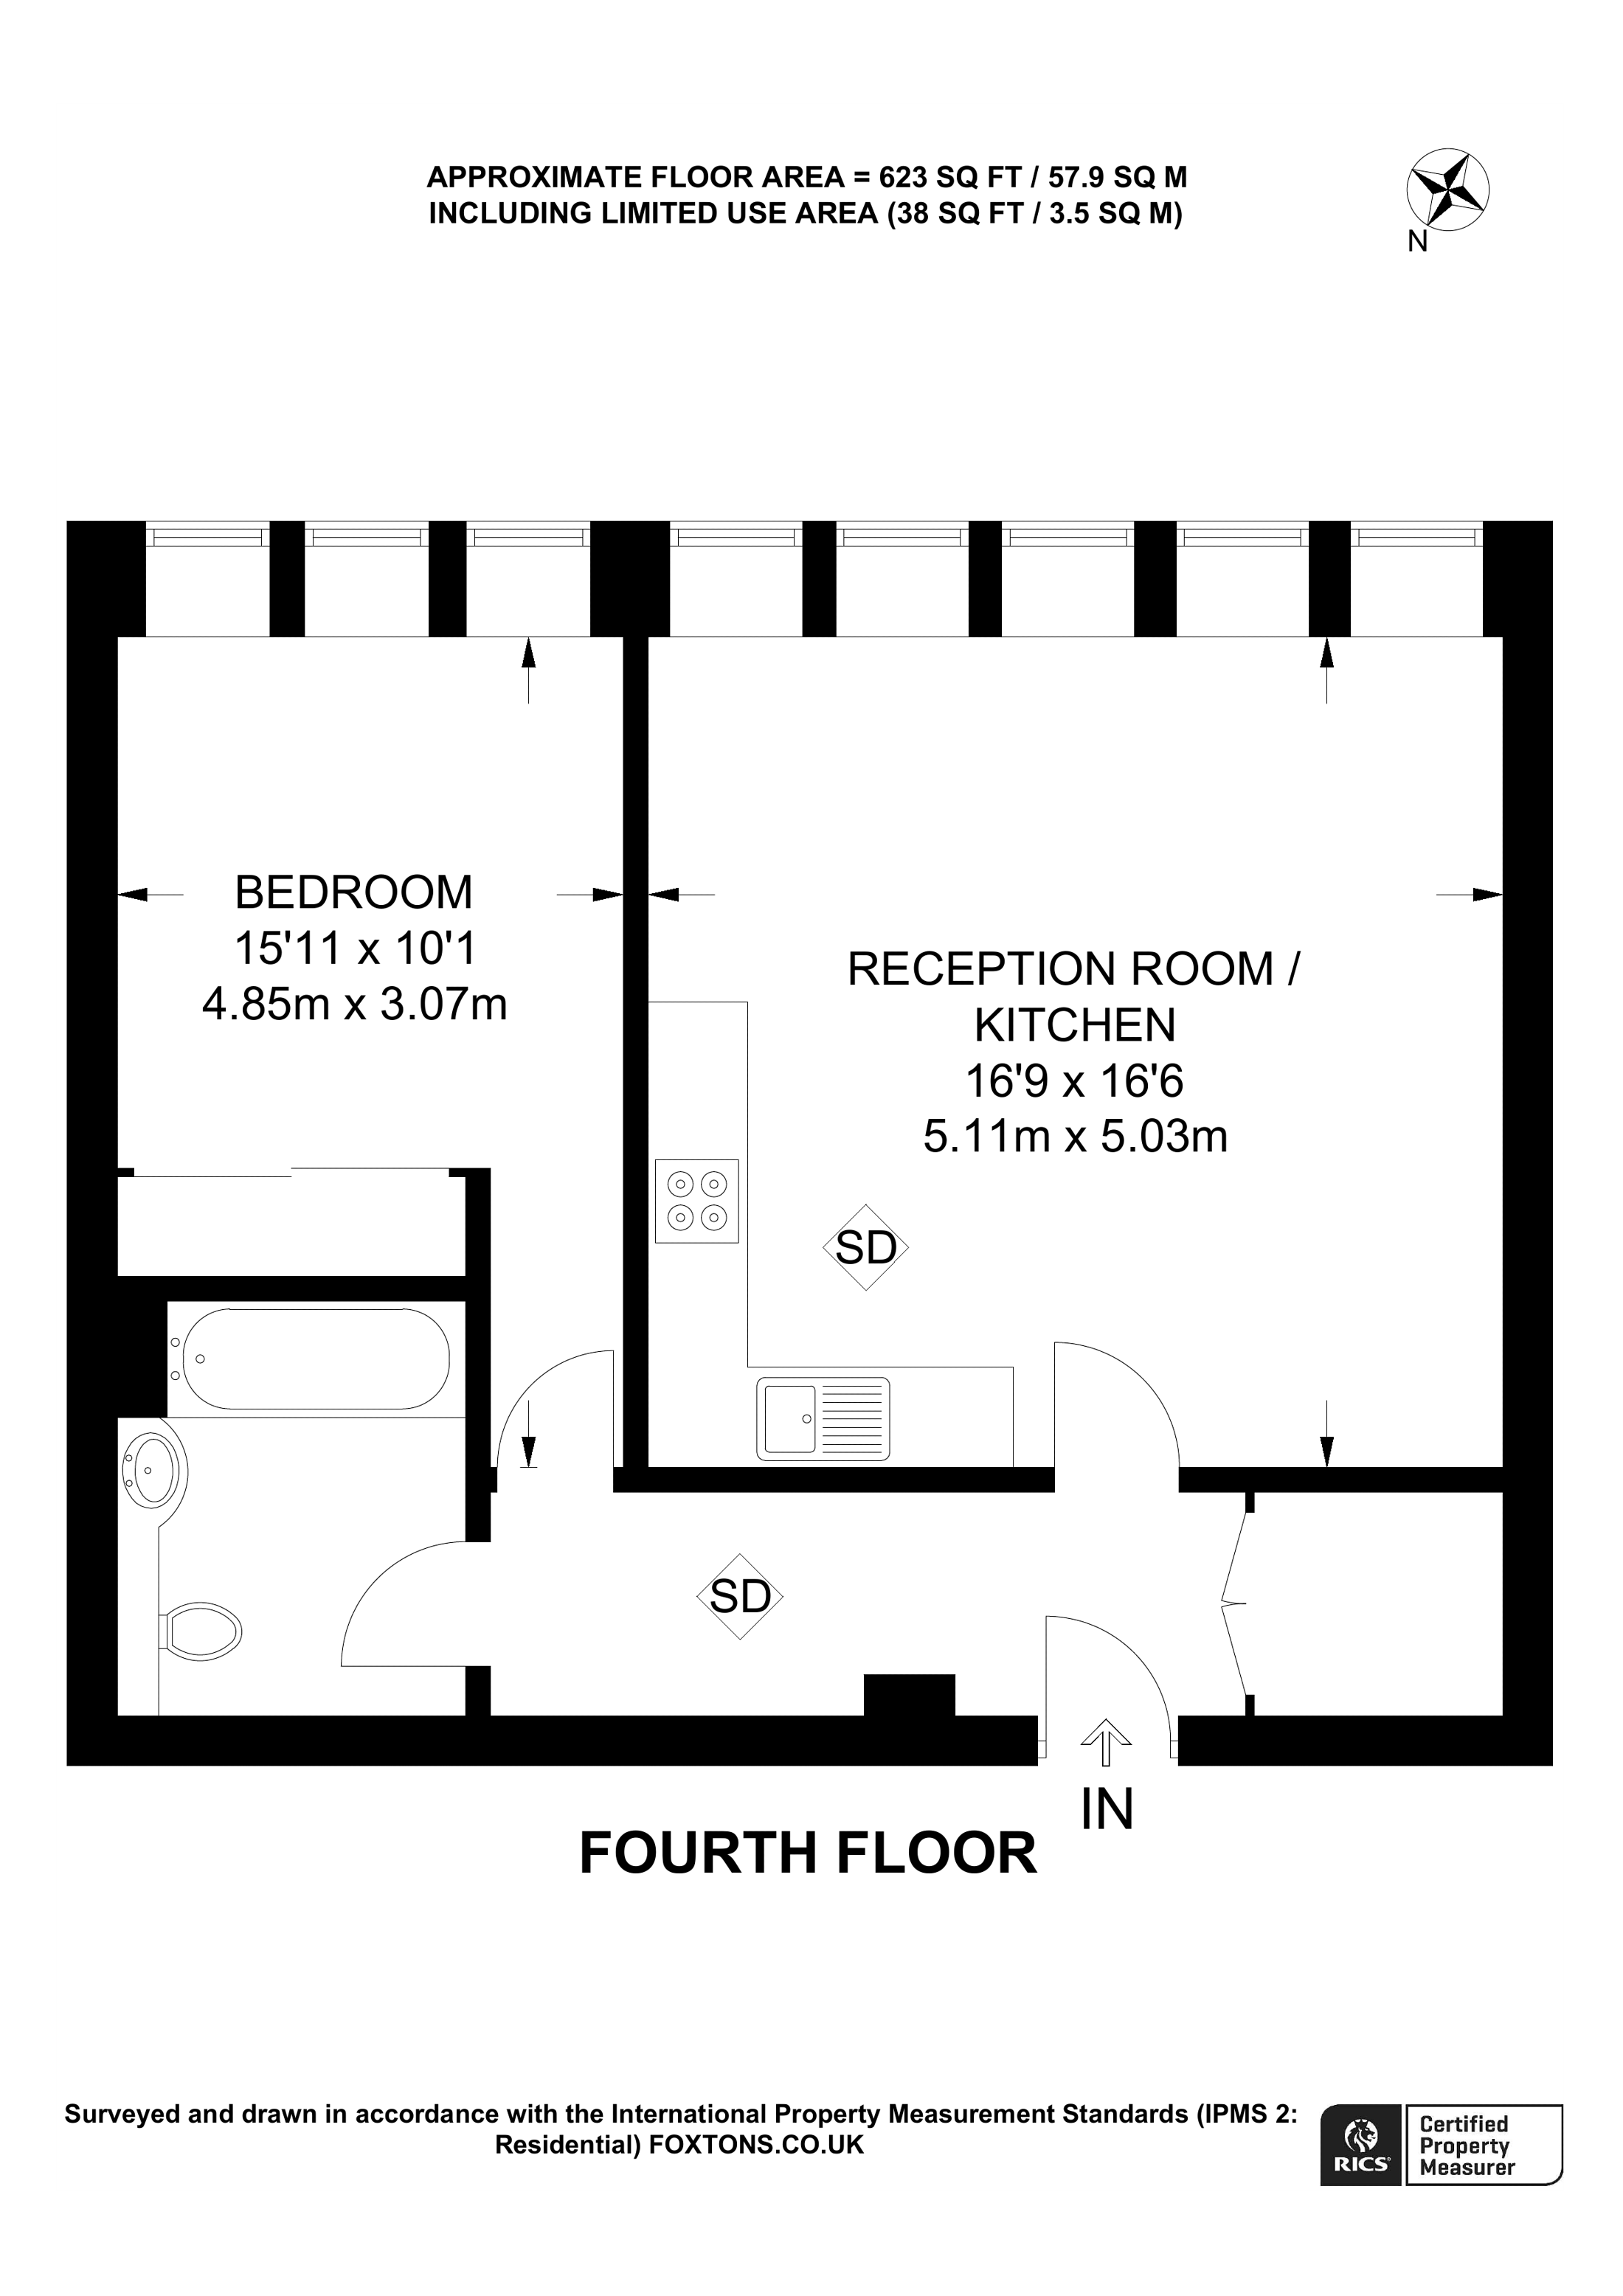 APPROXIMATE FLOOR AREA = 623 SQ FT / 57.9 SQ M
INCLUDING LIMITED USE AREA (38 SQ FT / 3.5 SQ M)
N
BEDROOM
15'11 x 10'1
4.85m x 3.07m
RECEPTION ROOM /
KITCHEN
16'9 x 16'6
5.11m x 5.03m
SD
SD
IN
FOURTH FLOOR
Surveyed and drawn in accordance with the International Property Measurement Standards (IPMS 2:
Residential) FOXTONS.CO.UK
RICS®
Certified
Property
Measurer